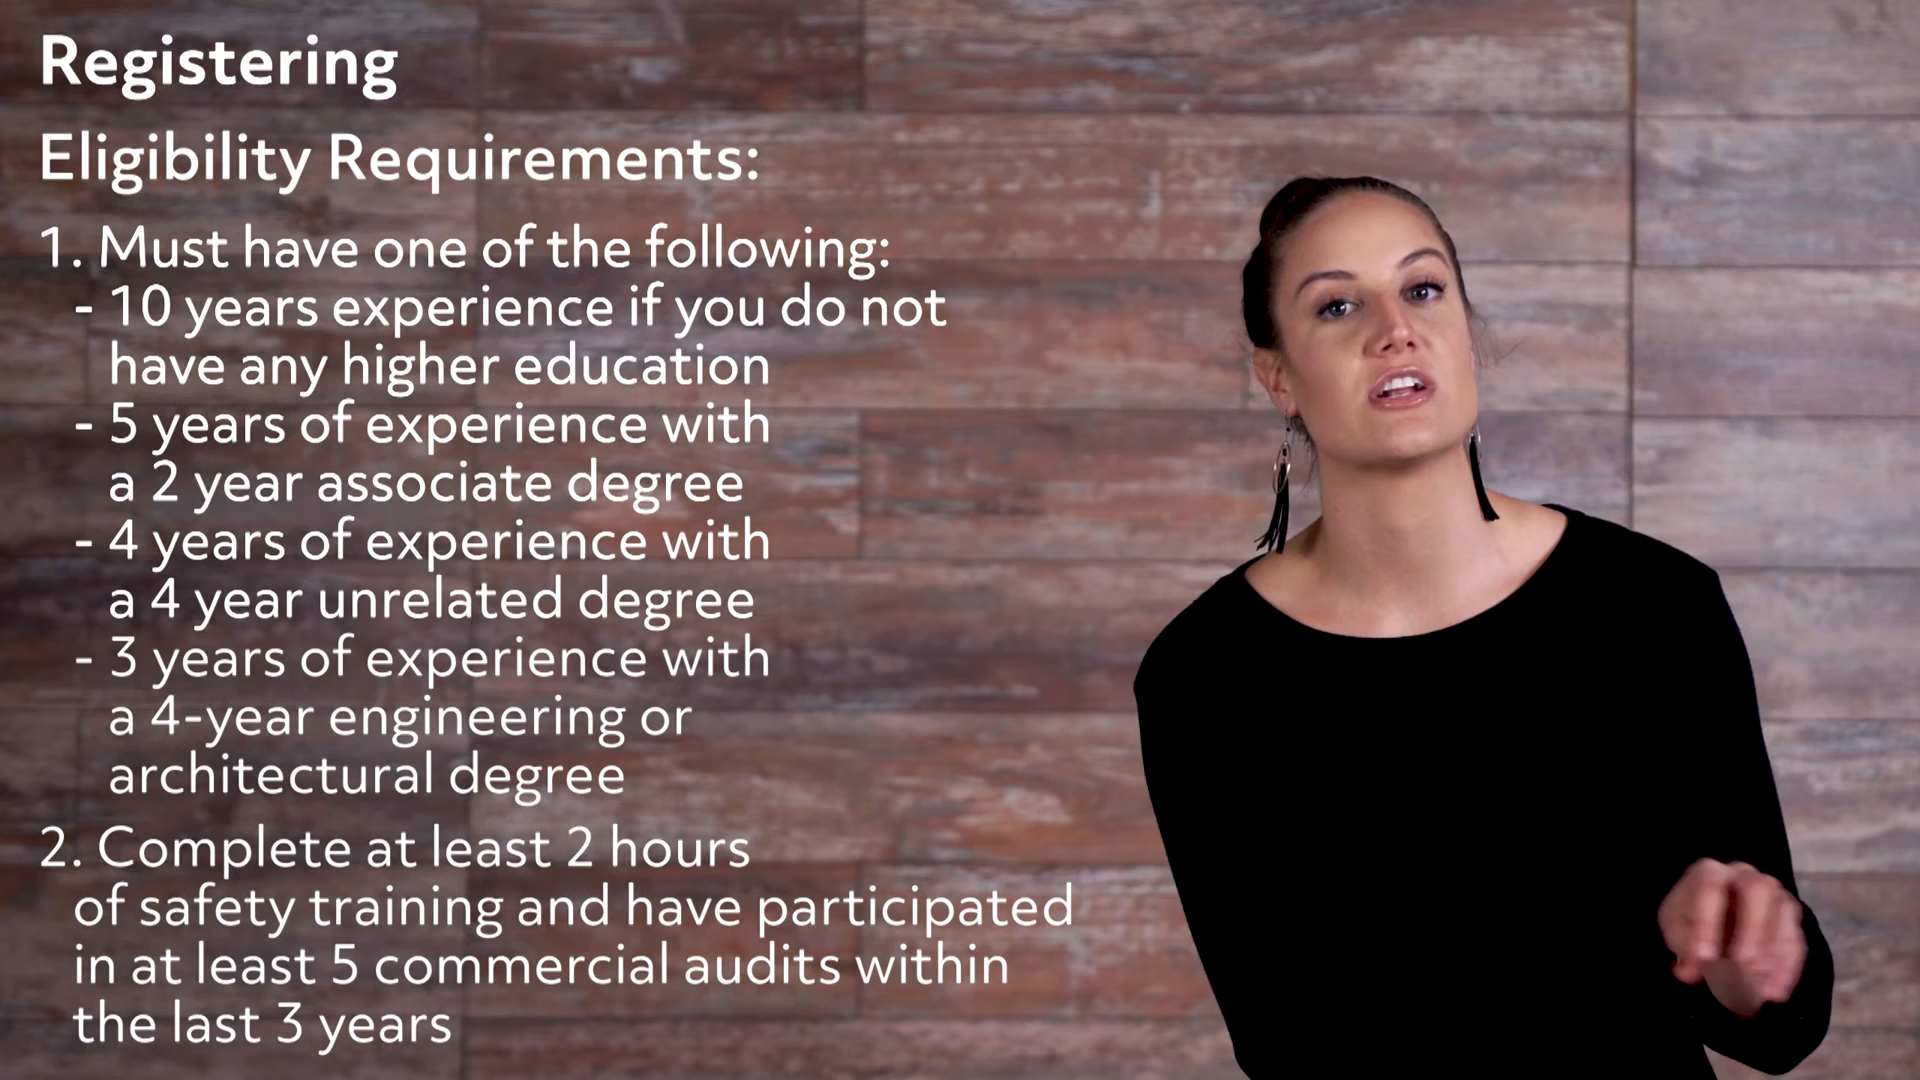 Registering
Eligibility Requirements:
1. Must have one of the following:
- 10 years experience if you do not
have any higher education
- 5 years of experience with
a 2 year associate degree
- 4 years of experience with
a 4 year unrelated degree
- 3 years of experience with
a 4-year engineering or
architectural degree
2. Complete at least 2 hours
of safety training and have participated
in at least 5 commercial audits within
the last 3 years